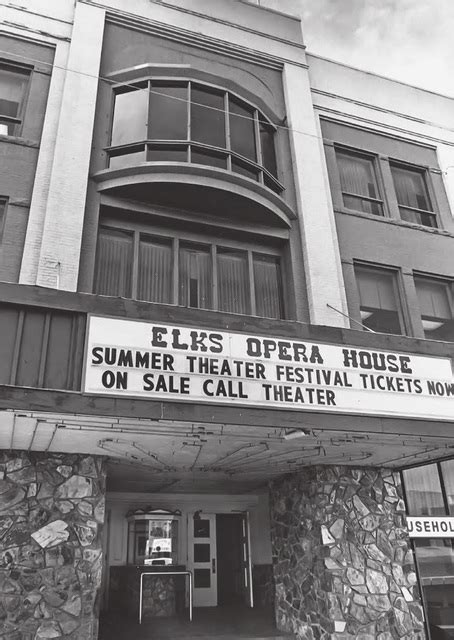 ELKS OPERA HOUSE
SUMMER THEATER FESTIVAL TICKETS NOW
ON SALE CALL THEATER
USEHOL